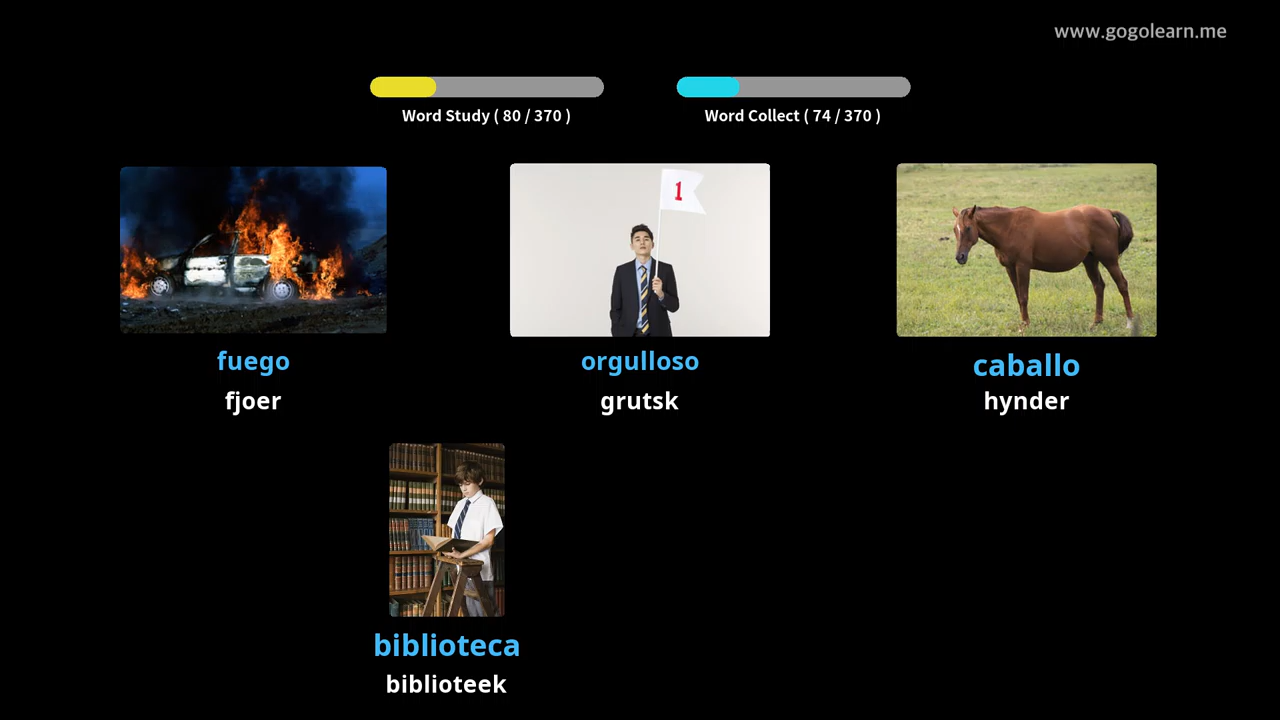 www.gogolearn.me
Word Study ( 80 / 370 )
Word Collect ( 74 / 370 )
1
fuego
orgulloso
caballo
fjoer
grutsk
hynder
biblioteca
biblioteek